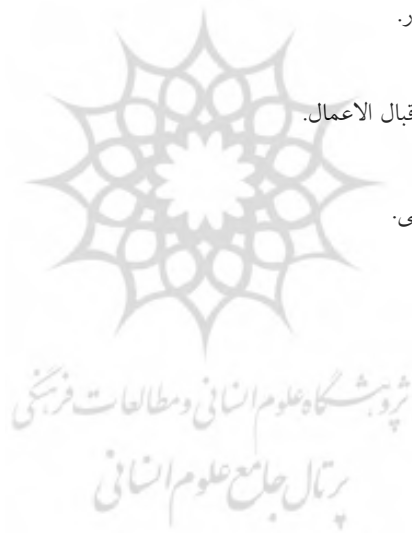 ر.
قبال الاعمال.
ی.
پژوهشگاه علوم انسانی و مطالعات فرهنگی
پرتال جامع علوم انسانی